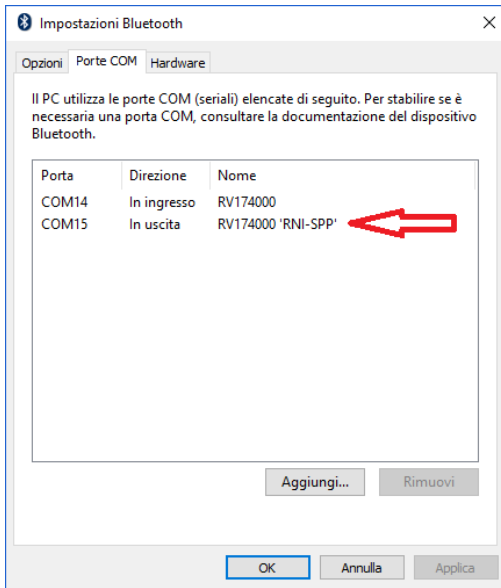 Impostazioni Bluetooth
Opzioni Porte COM Hardware
Il PC utilizza le porte COM (seriali) elencate di seguito. Per stabilire se è
necessaria una porta COM, consultare la documentazione del dispositivo
Bluetooth.
Porta Direzione Nome
COM14 In ingresso RV174000
COM15 In uscita RV174000 'RNI-SPP'
Aggiungi... Rimuovi
OK Annulla Applica